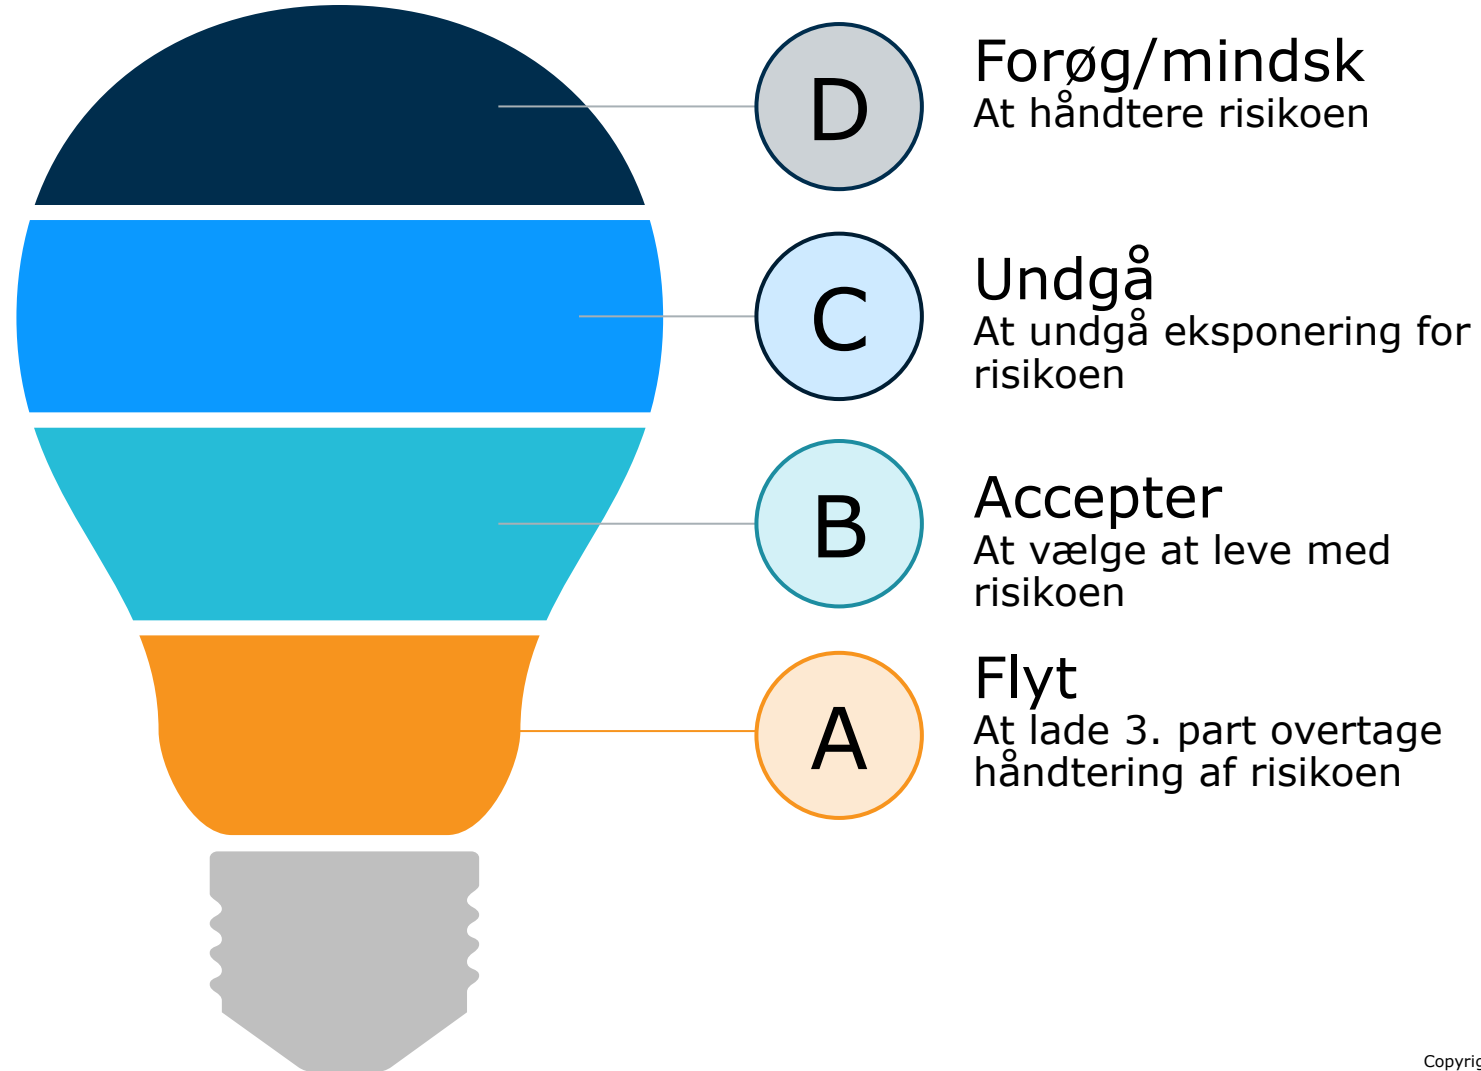 D
Forøg/mindsk
At håndtere risikoen
C
Undgå
At undgå eksponering for
risikoen
B
Accepter
At vælge at leve med
risikoen
A
Flyt
At lade 3. part overtage
håndtering af risikoen